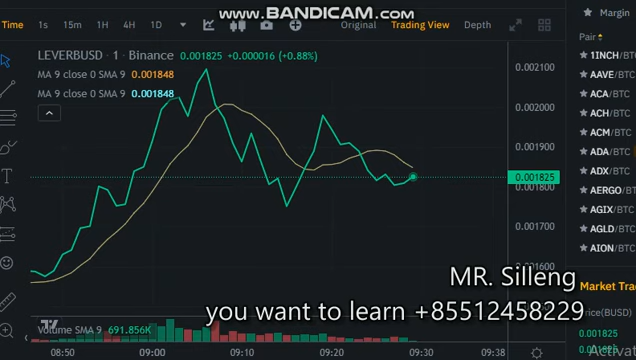 www.BANDICAM.com
Time 1s 15m 1H 4H 1D Original Trading View Depth
LEVERBUSD · 1 · Binance 0.001825 +0.000016 (+0.88%)
MA 9 close 0 SMA 9 0.001848
MA 9 close 0 SMA 9 0.001848
0.002100
0.002000
0.001900
0.001825
0.001800
0.001700
0.001600
Volume SMA 9 691.856K
08:50 09:00 09:10 09:20 09:30 09:38
Margin
Pair
1INCH/BTC
AAVE/BTC
ACA/BTC
ACH/BTC
ACM/BTC
ADA/BTC
ADX/BTC
AERGO/BTC
AGIX/BTC
AGLD/BTC
AION/BTC
Market Tra
Price(BUSD)
0.001825
MR. Silleng
you want to learn +85512458229